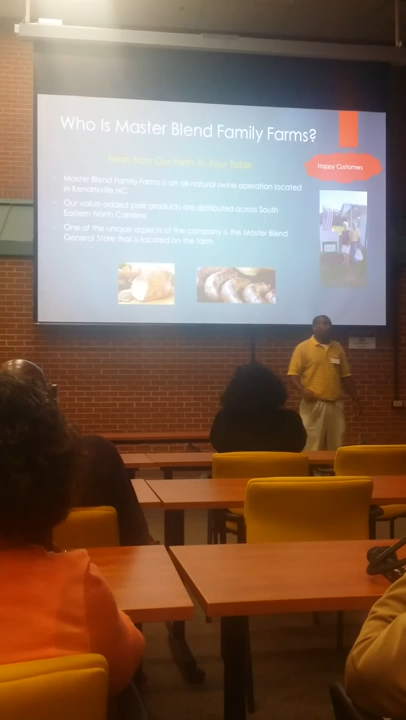 Who Is Master Blend Family Farms?
Fresh From Our Farm To Your Table
Happy Customers
Master Blend Family Farms is an all-natural swine operation located
in Kenansville NC.
Our value-added pork products are distributed across South
Eastern North Carolina
One of the unique aspects of the company is the Master Blend
General Store that is located on the farm.